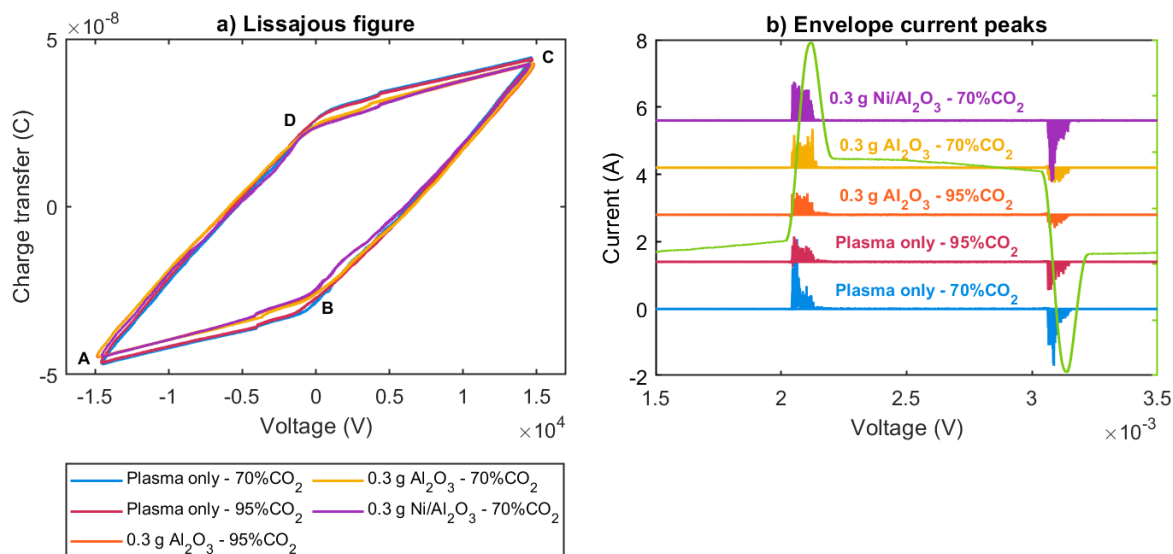 a) Lissajous figure
×10⁻⁸
5
0
-5
Charge transfer (C)
A
B
C
D
-1.5 -1 -0.5 0 0.5 1 1.5
Voltage (V)
×10⁴
Plasma only - 70%CO₂
Plasma only - 95%CO₂
0.3 g Al₂O₃ - 95%CO₂
0.3 g Al₂O₃ - 70%CO₂
0.3 g Ni/Al₂O₃ - 70%CO₂
b) Envelope current peaks
8
6
4
2
0
-2
Current (A)
0.3 g Ni/Al₂O₃ - 70%CO₂
0.3 g Al₂O₃ - 70%CO₂
0.3 g Al₂O₃ - 95%CO₂
Plasma only - 95%CO₂
Plasma only - 70%CO₂
1.5 2 2.5 3 3.5
Voltage (V)
×10⁻³